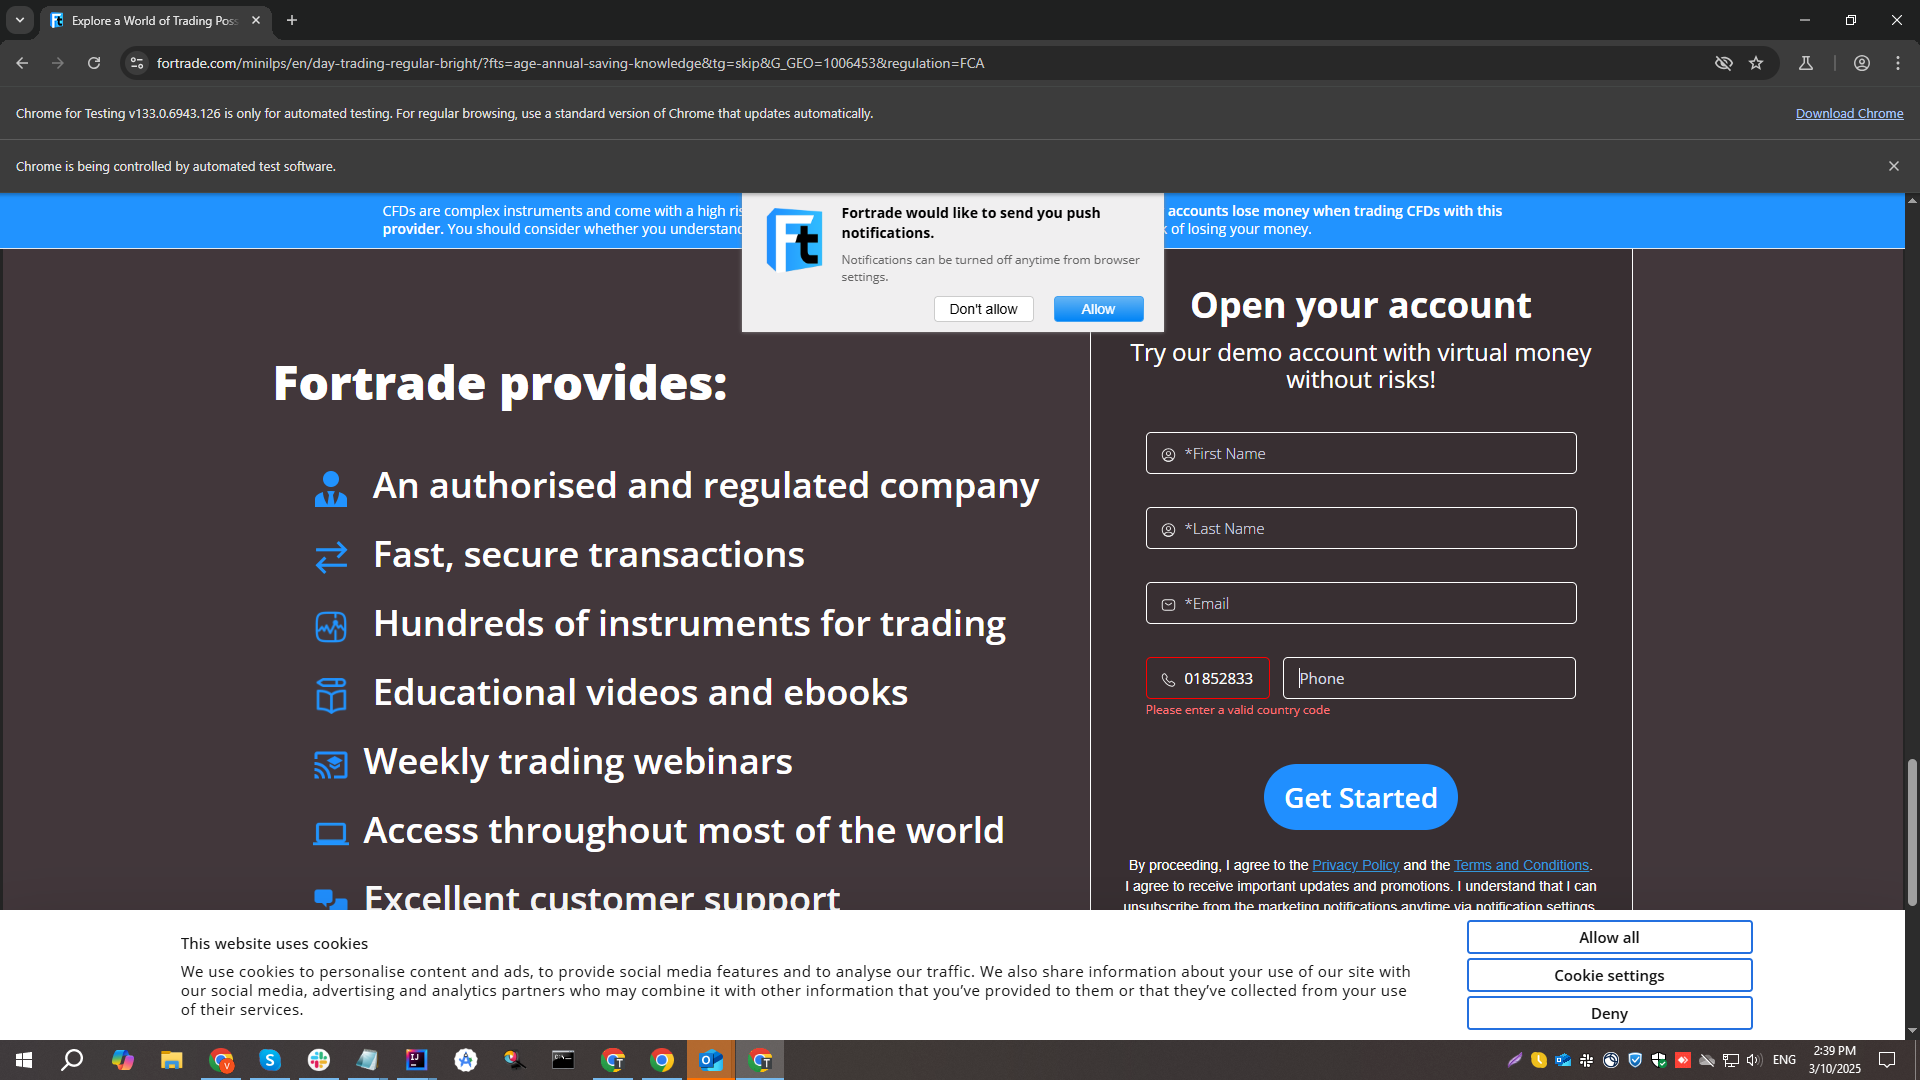 Explore a World of Trading Pos
fortrade.com/minilps/en/day-trading-regular-bright/?fts=age-annual-saving-knowledge&tg=skip&G_GEO=1006453&regulation=FCA
Chrome for Testing v133.0.6943.126 is only for automated testing. For regular browsing, use a standard version of Chrome that updates automatically.
Download Chrome
Chrome is being controlled by automated test software.
CFDs are complex instruments and come with a high
accounts lose money when trading CFDs with this
provider. You should consider whether you
of losing your money.
Ft
Fortrade would like to send you push
notifications.
Notifications can be turned off anytime from browser
settings.
Don't allow
Allow
Fortrade provides:
An authorised and regulated company
Fast, secure transactions
Hundreds of instruments for trading
Educational videos and ebooks
Weekly trading webinars
Access throughout most of the world
Excellent customer support
Open your account
Try our demo account with virtual money
without risks!
*First Name
*Last Name
*Email
01852833
Phone
Please enter a valid country code
Get Started
By proceeding, I agree to the Privacy Policy and the Terms and Conditions.
I agree to receive important updates and promotions. I understand that I can
unsubscribe from the marketing notifications anytime via notification settings.
This website uses cookies
We use cookies to personalise content and ads, to provide social media features and to analyse our traffic. We also share information about your use of our site with
our social media, advertising and analytics partners who may combine it with other information that you've provided to them or that they've collected from your use
of their services.
Allow all
Cookie settings
Deny
ENG
2:39 PM
3/10/2025